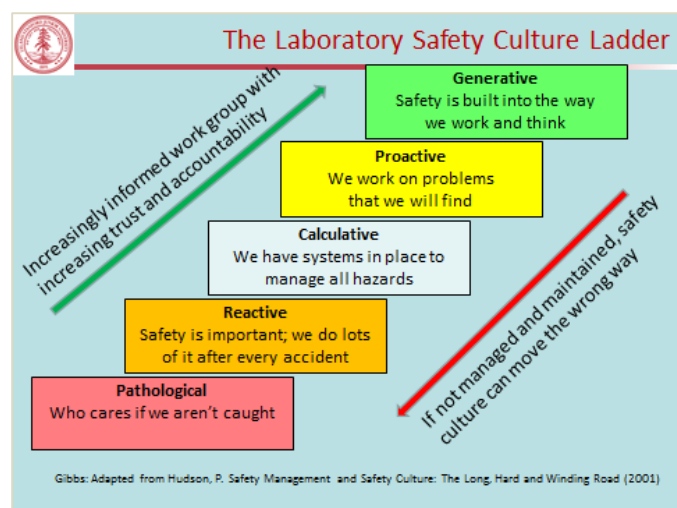 The Laboratory Safety Culture Ladder
Increasingly informed work group with
increasing trust and accountability
Generative
Safety is built into the way
we work and think
Proactive
We work on problems
that we will find
Calculative
We have systems in place to
manage all hazards
Reactive
Safety is important; we do lots
of it after every accident
Pathological
Who cares if we aren't caught
If not managed and maintained, safety
culture can move the wrong way
Gibbs: Adapted from Hudson, P. Safety Management and Safety Culture: The Long, Hard and Winding Road (2001)